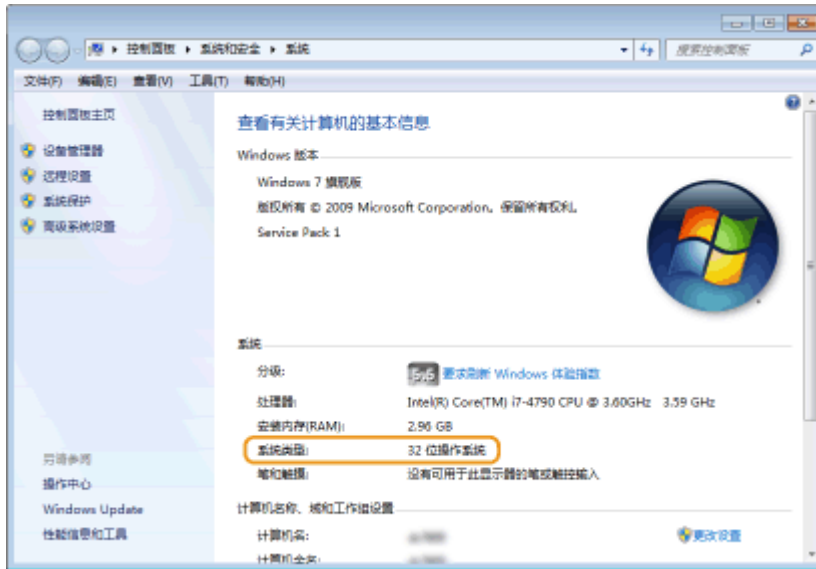 控制面板 ▸ 系统和安全 ▸ 系统
搜索控制面板
文件(F) 编辑(E) 查看(V) 工具(T) 帮助(H)
控制面板主页
设备管理器
远程设置
系统保护
高级系统设置
另请参阅
操作中心
Windows Update
性能信息和工具
查看有关计算机的基本信息
Windows 版本
Windows 7 旗舰版
版权所有 © 2009 Microsoft Corporation。保留所有权利。
Service Pack 1
系统
分级: 5.5 要求刷新 Windows 体验指数
处理器: Intel(R) Core(TM) i7-4790 CPU @ 3.60GHz 3.59 GHz
安装内存(RAM): 2.96 GB
系统类型: 32 位操作系统
笔和触摸: 没有可用于此显示器的笔或触控输入
计算机名称、域和工作组设置
计算机名: 更改设置
计算机全名: